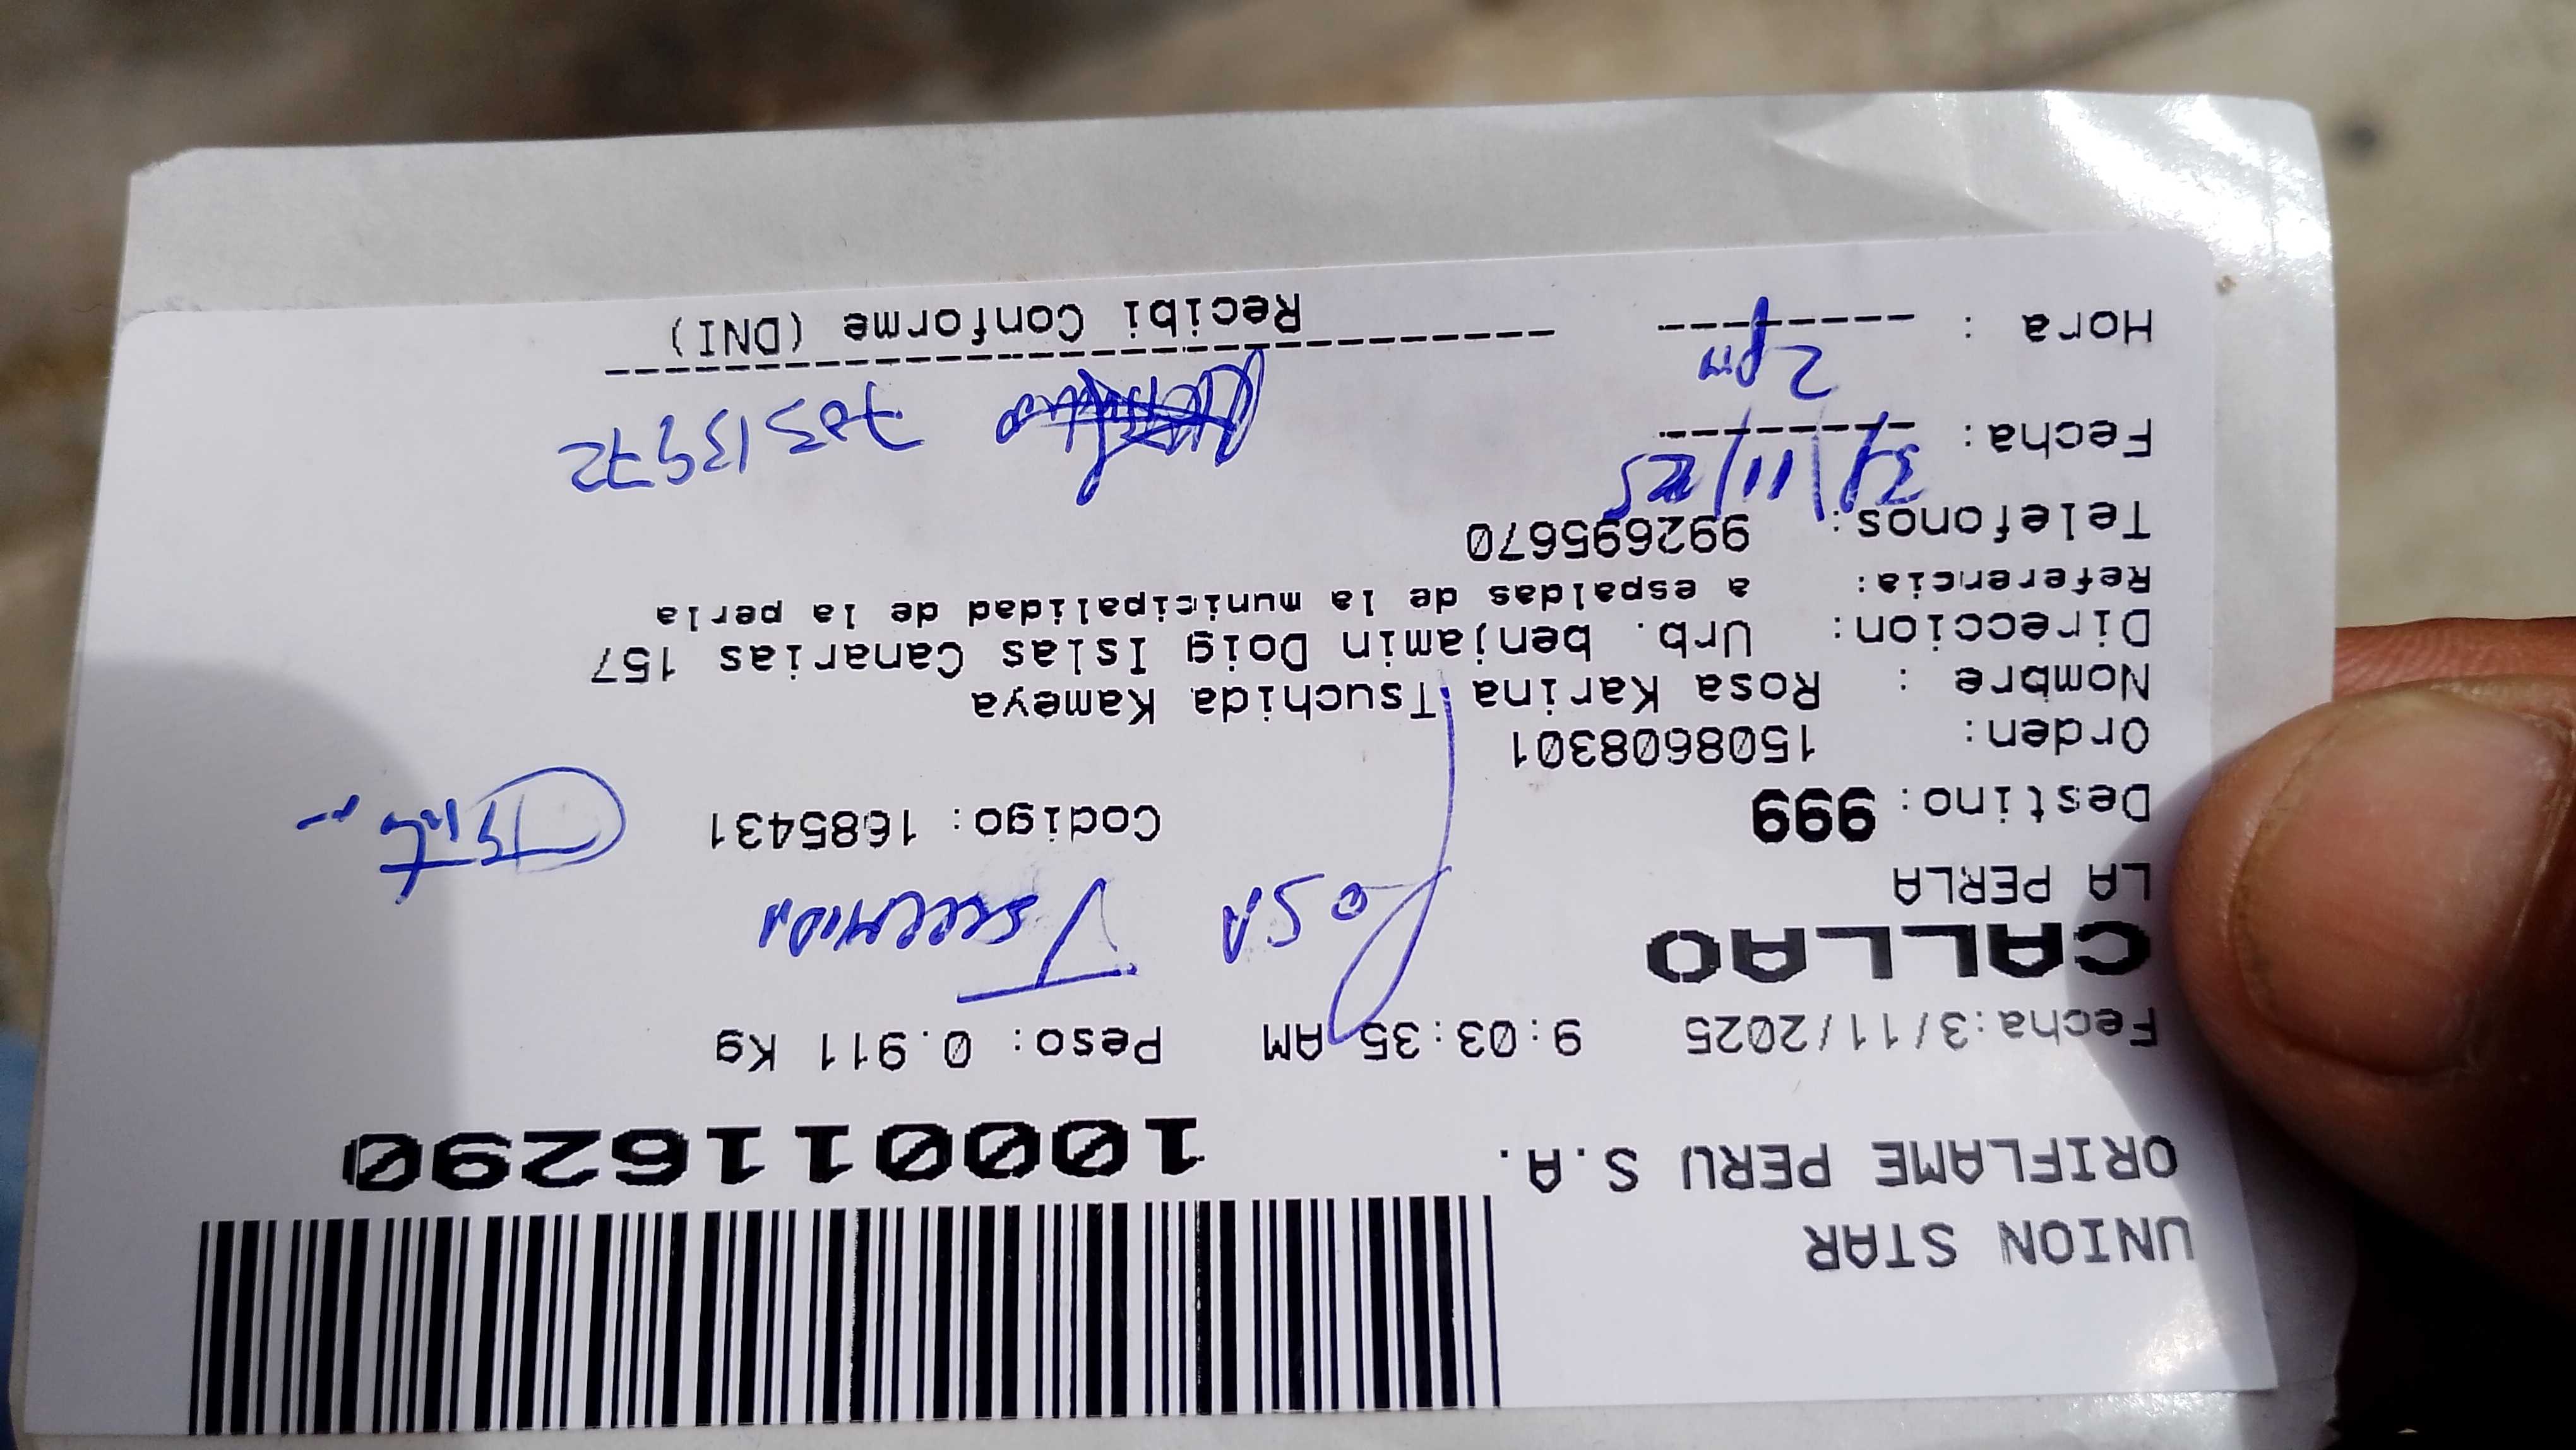 UNION STAR
ORIFLAME PERU S.A. 1000116290
Fecha:3/11/2025 9:03:35 AM Peso: 0.911 Kg
CALLAO
LA PERLA
ROSA TSUCHIDA
Destino: 999 Codigo: 1685431
Orden: 1508608301
Nombre : Rosa Karina Tsuchida Kameya
Direccion: Urb. benjamin Doig Islas Canarias 157
Referencia: a espaldas de la municipalidad de la perla
Telefonos: 992695670
Fecha: /11/25
70313972
Hora : 2pm
Recibi Conforme (DNI)